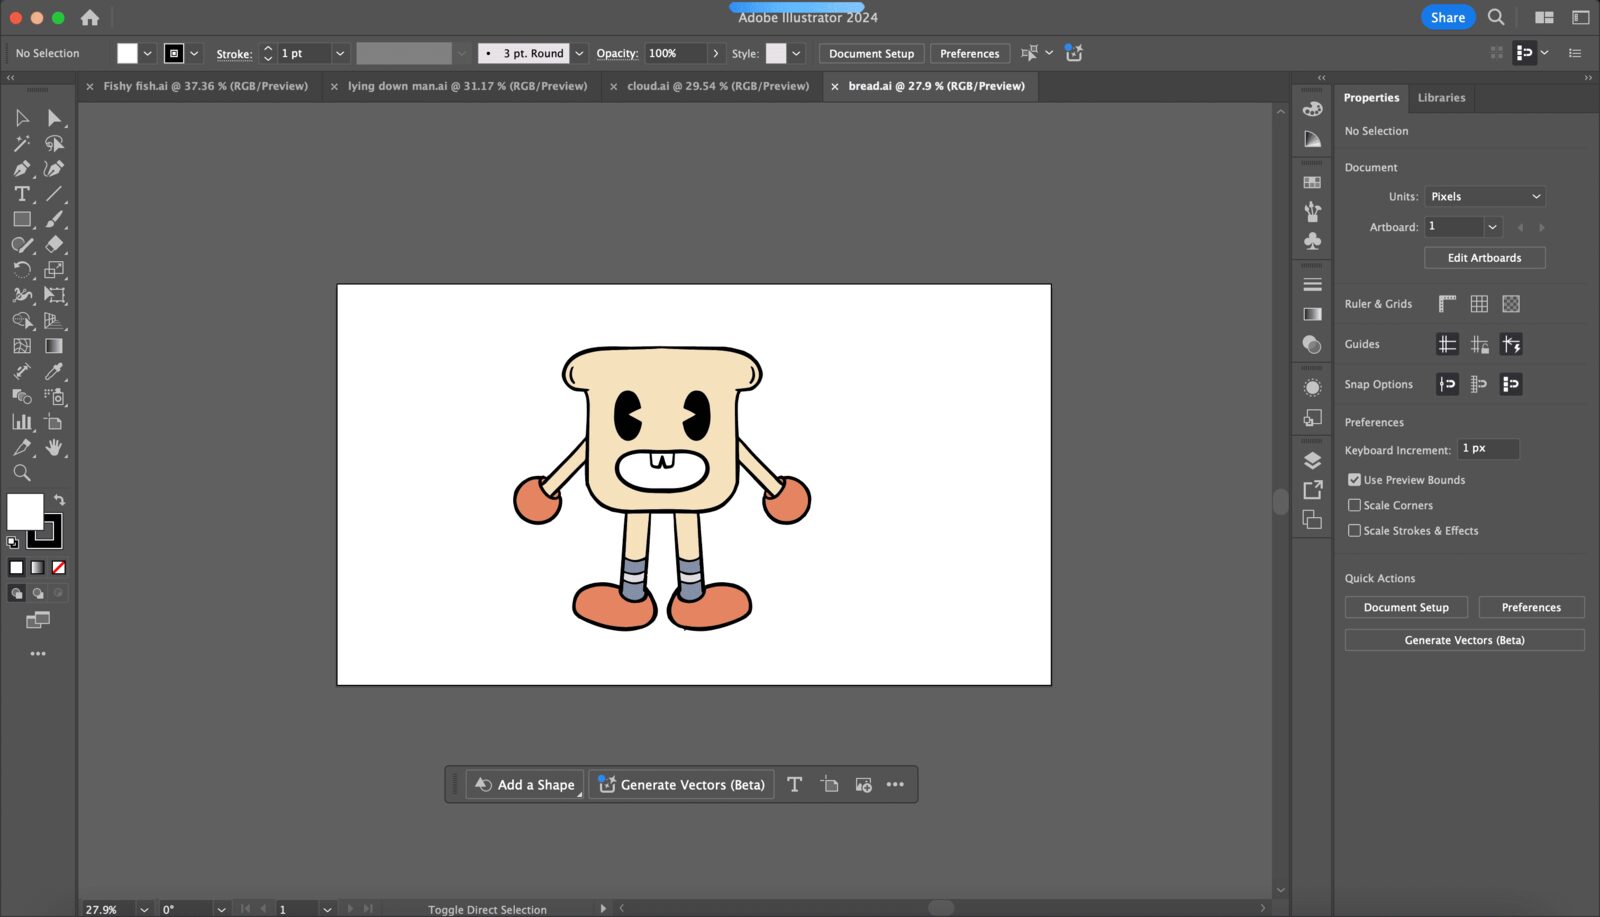 Adobe Illustrator 2024
Share
No Selection
Stroke:
1 pt
3 pt. Round
Opacity:
100%
Style:
Document Setup
Preferences
Fishy fish.ai @ 37.36 % (RGB/Preview)
lying down man.ai @ 31.17 % (RGB/Preview)
cloud.ai @ 29.54 % (RGB/Preview)
bread.ai @ 27.9 % (RGB/Preview)
Properties
Libraries
No Selection
Document
Units:
Pixels
Artboard:
1
Edit Artboards
Ruler & Grids
Guides
Snap Options
Preferences
Keyboard Increment:
1 px
Use Preview Bounds
Scale Corners
Scale Strokes & Effects
Quick Actions
Document Setup
Preferences
Generate Vectors (Beta)
Add a Shape
Generate Vectors (Beta)
27.9%
0°
1
Toggle Direct Selection